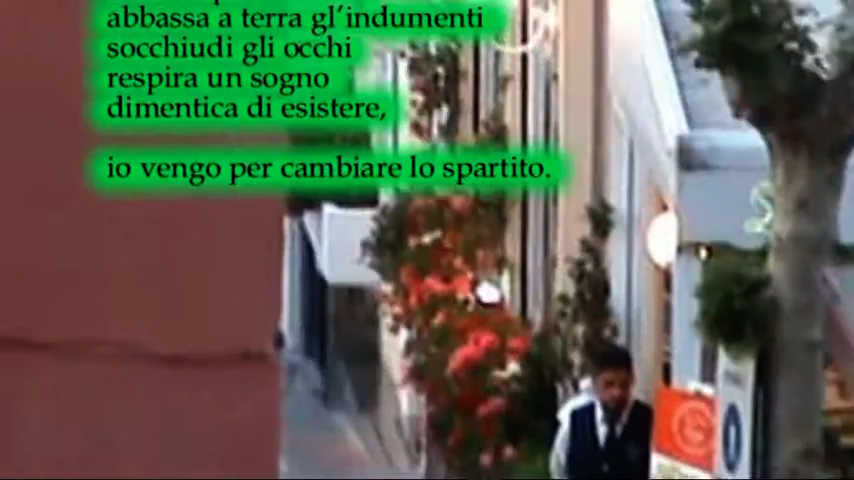 abbassa a terra gl'indumenti
socchiudi gli occhi
respira un sogno
dimentica di esistere,
io vengo per cambiare lo spartito.